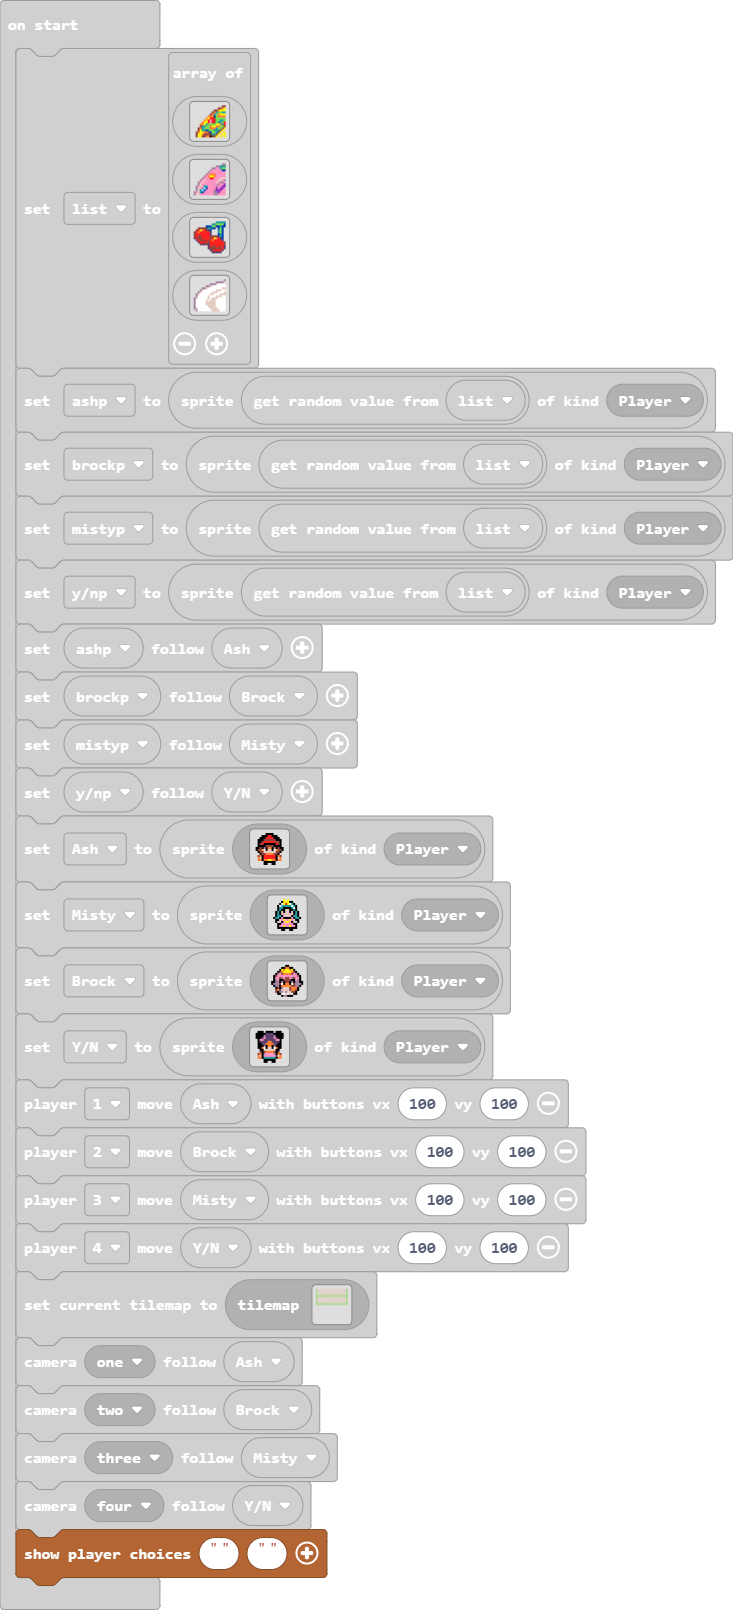 on start
array of
set list to
set ashp to sprite get random value from list of kind Player
set brockp to sprite get random value from list of kind Player
set mistyp to sprite get random value from list of kind Player
set y/np to sprite get random value from list of kind Player
set ashp follow Ash
set brockp follow Brock
set mistyp follow Misty
set y/np follow Y/N
set Ash to sprite of kind Player
set Misty to sprite of kind Player
set Brock to sprite of kind Player
set Y/N to sprite of kind Player
player 1 move Ash with buttons vx 100 vy 100
player 2 move Brock with buttons vx 100 vy 100
player 3 move Misty with buttons vx 100 vy 100
player 4 move Y/N with buttons vx 100 vy 100
set current tilemap to tilemap
camera one follow Ash
camera two follow Brock
camera three follow Misty
camera four follow Y/N
show player choices " " " "